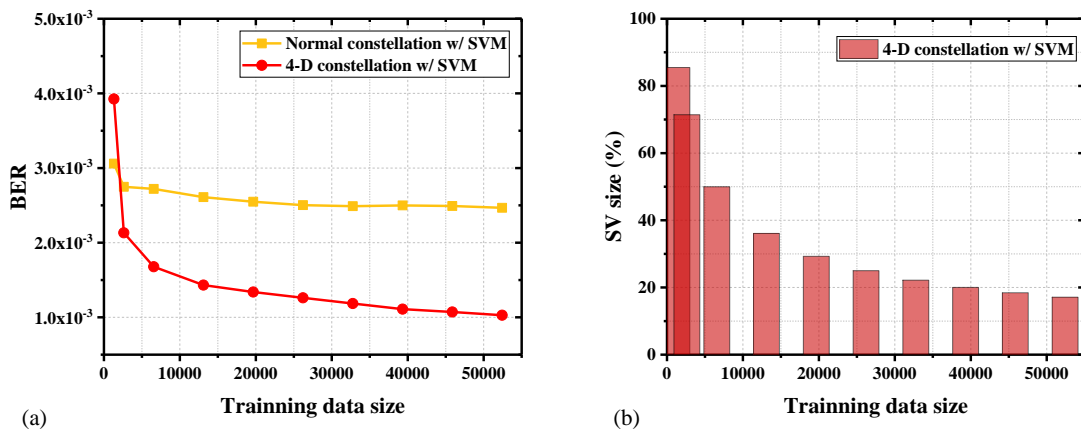 5.0x10⁻³
4.0x10⁻³
3.0x10⁻³
2.0x10⁻³
1.0x10⁻³
BER
Normal constellation w/ SVM
4-D constellation w/ SVM
0 10000 20000 30000 40000 50000
Trainning data size
(a)
100
80
60
40
20
0
SV size (%)
4-D constellation w/ SVM
0 10000 20000 30000 40000 50000
Trainning data size
(b)